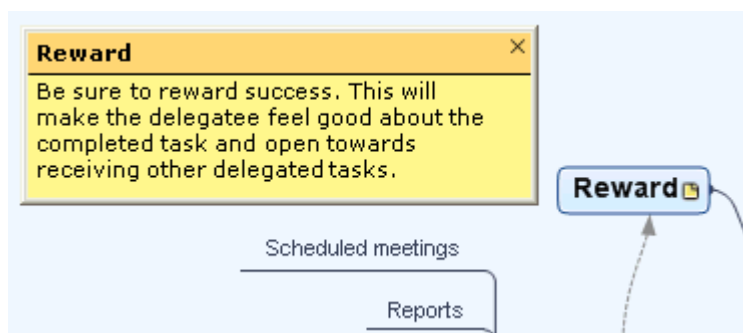 Reward
Be sure to reward success. This will
make the delegatee feel good about the
completed task and open towards
receiving other delegated tasks.
Reward
Scheduled meetings
Reports